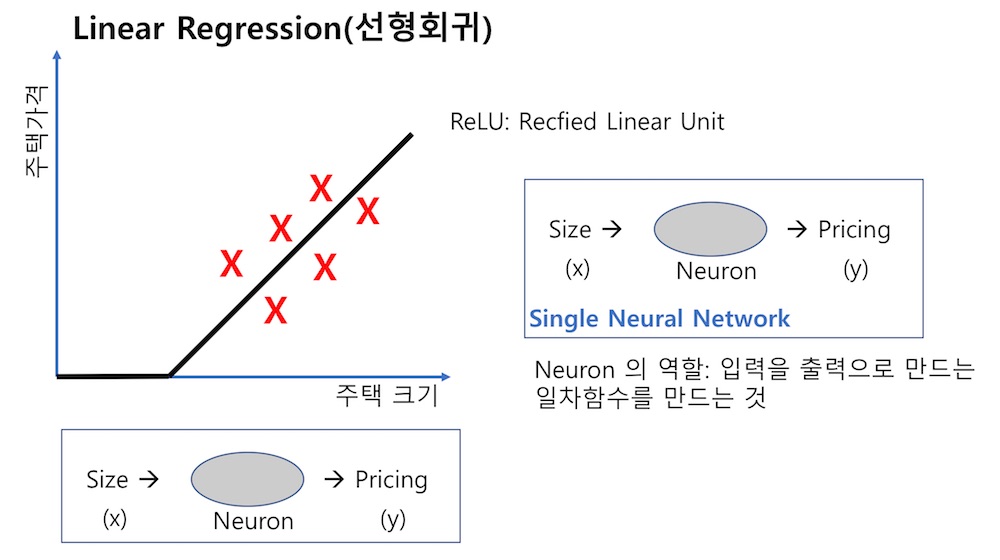 Linear Regression(선형회귀)
주택가격
ReLU: Recfied Linear Unit
X
X
X
X
X
X
주택 크기
Size → → Pricing
(x) Neuron (y)
Single Neural Network
Neuron 의 역할: 입력을 출력으로 만드는
일차함수를 만드는 것
Size → → Pricing
(x) Neuron (y)